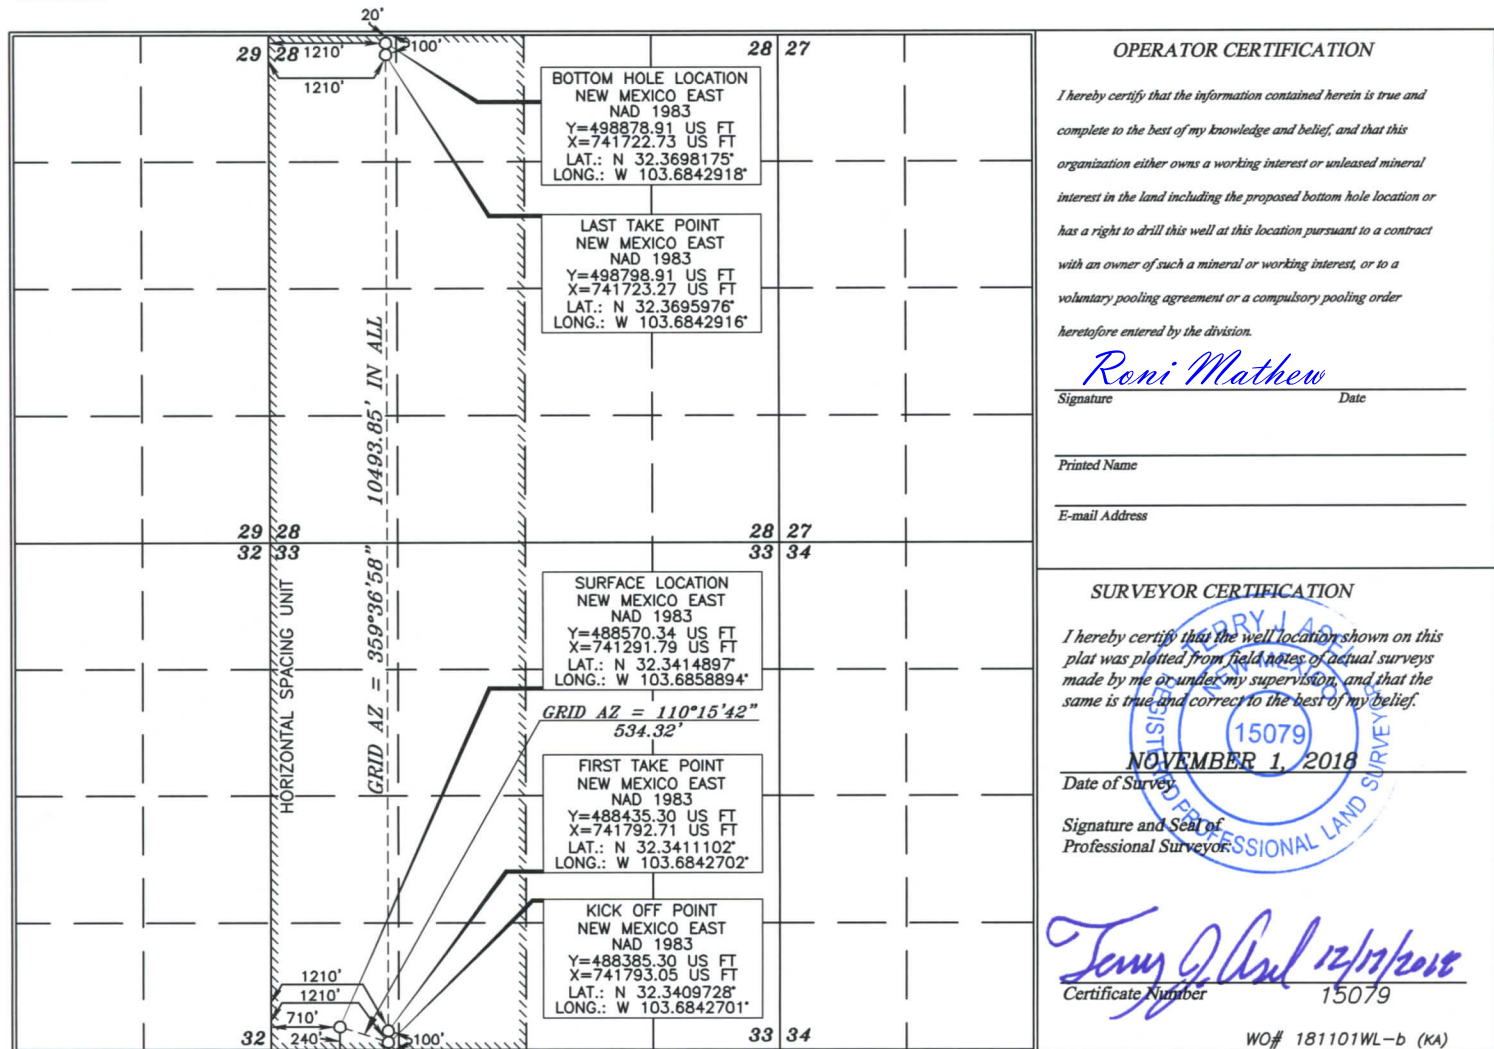 20'
29 28 1210' 100' 28 27
1210'
BOTTOM HOLE LOCATION
NEW MEXICO EAST
NAD 1983
Y=498878.91 US FT
X=741722.73 US FT
LAT.: N 32.3698175°
LONG.: W 103.6842918°
LAST TAKE POINT
NEW MEXICO EAST
NAD 1983
Y=498798.91 US FT
X=741723.27 US FT
LAT.: N 32.3695976°
LONG.: W 103.6842916°
GRID AZ = 359°36'58" 10493.85' IN ALL
29 28 28 27
32 33 33 34
HORIZONTAL SPACING UNIT
SURFACE LOCATION
NEW MEXICO EAST
NAD 1983
Y=488570.34 US FT
X=741291.79 US FT
LAT.: N 32.3414897°
LONG.: W 103.6858894°
GRID AZ = 110°15'42"
534.32'
FIRST TAKE POINT
NEW MEXICO EAST
NAD 1983
Y=488435.30 US FT
X=741792.71 US FT
LAT.: N 32.3411102°
LONG.: W 103.6842702°
KICK OFF POINT
NEW MEXICO EAST
NAD 1983
Y=488385.30 US FT
X=741793.05 US FT
LAT.: N 32.3409728°
LONG.: W 103.6842701°
1210'
1210'
710'
32 240' 100' 33 34
OPERATOR CERTIFICATION
I hereby certify that the information contained herein is true and
complete to the best of my knowledge and belief, and that this
organization either owns a working interest or unleased mineral
interest in the land including the proposed bottom hole location or
has a right to drill this well at this location pursuant to a contract
with an owner of such a mineral or working interest, or to a
voluntary pooling agreement or a compulsory pooling order
heretofore entered by the division.
Roni Mathew
Signature Date
Printed Name
E-mail Address
SURVEYOR CERTIFICATION
I hereby certify that the well location shown on this
plat was plotted from field notes of actual surveys
made by me or under my supervision, and that the
same is true and correct to the best of my belief.
TERRY J. ASEL
NEW MEXICO
15079
REGISTERED PROFESSIONAL LAND SURVEYOR
NOVEMBER 1, 2018
Date of Survey
Signature and Seal of
Professional Surveyor:
Terry J. Asel 12/17/2018
Certificate Number 15079
WO# 181101WL-b (KA)